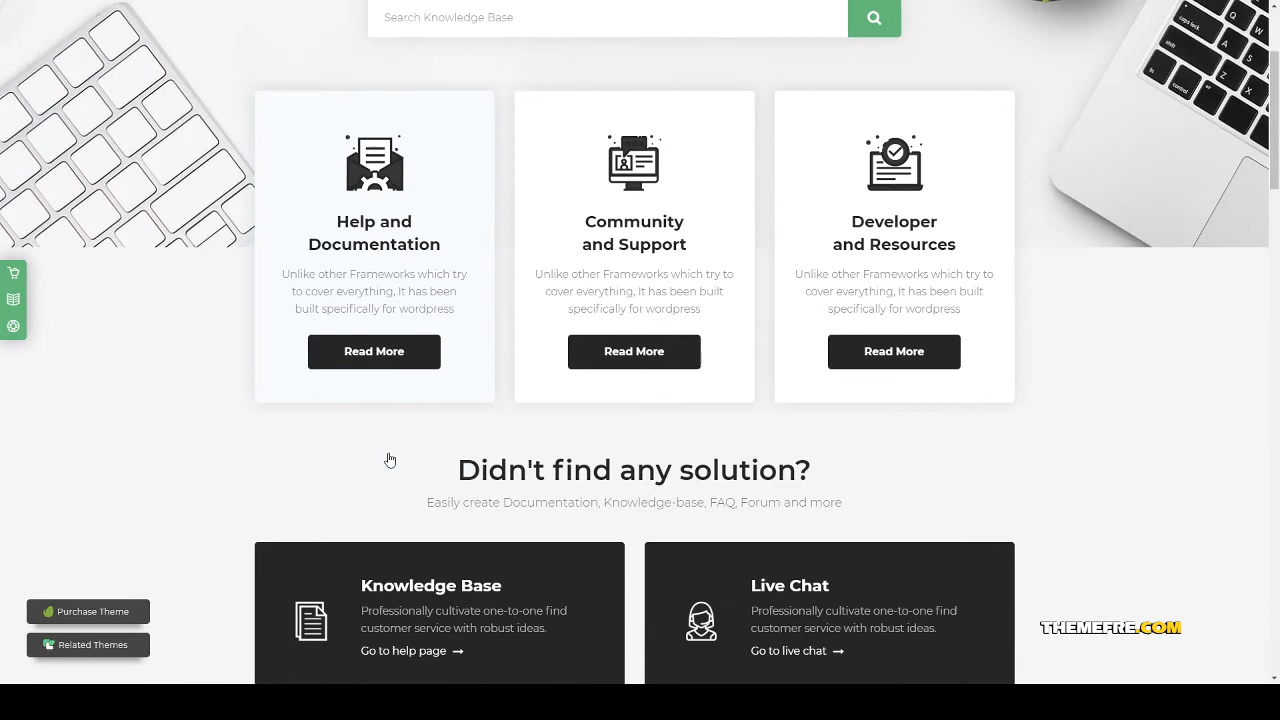 Search Knowledge Base
Help and
Documentation
Unlike other Frameworks which try
to cover everything, It has been
built specifically for wordpress
Read More
Community
and Support
Unlike other Frameworks which try to
cover everything, It has been built
specifically for wordpress
Read More
Developer
and Resources
Unlike other Frameworks which try to
cover everything, It has been built
specifically for wordpress
Read More
Didn't find any solution?
Easily create Documentation, Knowledge-base, FAQ, Forum and more
Knowledge Base
Professionally cultivate one-to-one find
customer service with robust ideas.
Go to help page →
Live Chat
Professionally cultivate one-to-one find
customer service with robust ideas.
Go to live chat →
Purchase Theme
Related Themes
THEMEFRE.COM
caps lock
Q
W
A
S
shift
Z
X
fn
control
alt